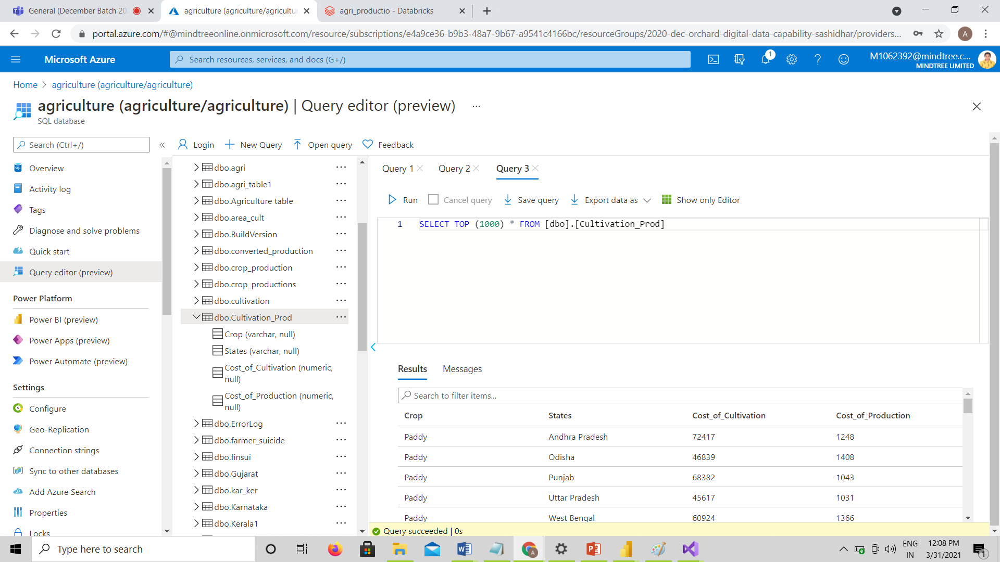 General (December Batch 20
agriculture (agriculture/agricultur
agri_productio - Databricks
portal.azure.com/#@mindtreeonline.onmicrosoft.com/resource/subscriptions/e4a9ce36-b9b3-48a7-9b67-a9541c4166bc/resourceGroups/2020-dec-orchard-digital-data-capability-sashidhar/providers...
A
Microsoft Azure
Search resources, services, and docs (G+/)
1
M1062392@mindtree.c...
MINDTREE LIMITED
Home > agriculture (agriculture/agriculture)
agriculture (agriculture/agriculture) | Query editor (preview) ...
SQL database
Search (Ctrl+/)
«
Overview
Activity log
Tags
Diagnose and solve problems
Quick start
Query editor (preview)
Power Platform
Power BI (preview)
Power Apps (preview)
Power Automate (preview)
Settings
Configure
Geo-Replication
Connection strings
Sync to other databases
Add Azure Search
Properties
Locks
Login
New Query
Open query
Feedback
dbo.agri
dbo.agri_table1
dbo.Agriculture table
dbo.area_cult
dbo.BuildVersion
dbo.converted_production
dbo.crop_production
dbo.crop_productions
dbo.cultivation
dbo.Cultivation_Prod
Crop (varchar, null)
States (varchar, null)
Cost_of_Cultivation (numeric,
null)
Cost_of_Production (numeric,
null)
dbo.ErrorLog
dbo.farmer_suicide
dbo.finsui
dbo.Gujarat
dbo.kar_ker
dbo.Karnataka
dbo.Kerala1
Query 1
Query 2
Query 3
Run
Cancel query
Save query
Export data as
Show only Editor
1 SELECT TOP (1000) * FROM [dbo].[Cultivation_Prod]
Results
Messages
Search to filter items...
Crop States Cost_of_Cultivation Cost_of_Production
Paddy Andhra Pradesh 72417 1248
Paddy Odisha 46839 1408
Paddy Punjab 68382 1043
Paddy Uttar Pradesh 45617 1031
Paddy West Bengal 60924 1366
Query succeeded | 0s
Type here to search
ENG
IN
12:08 PM
3/31/2021
1